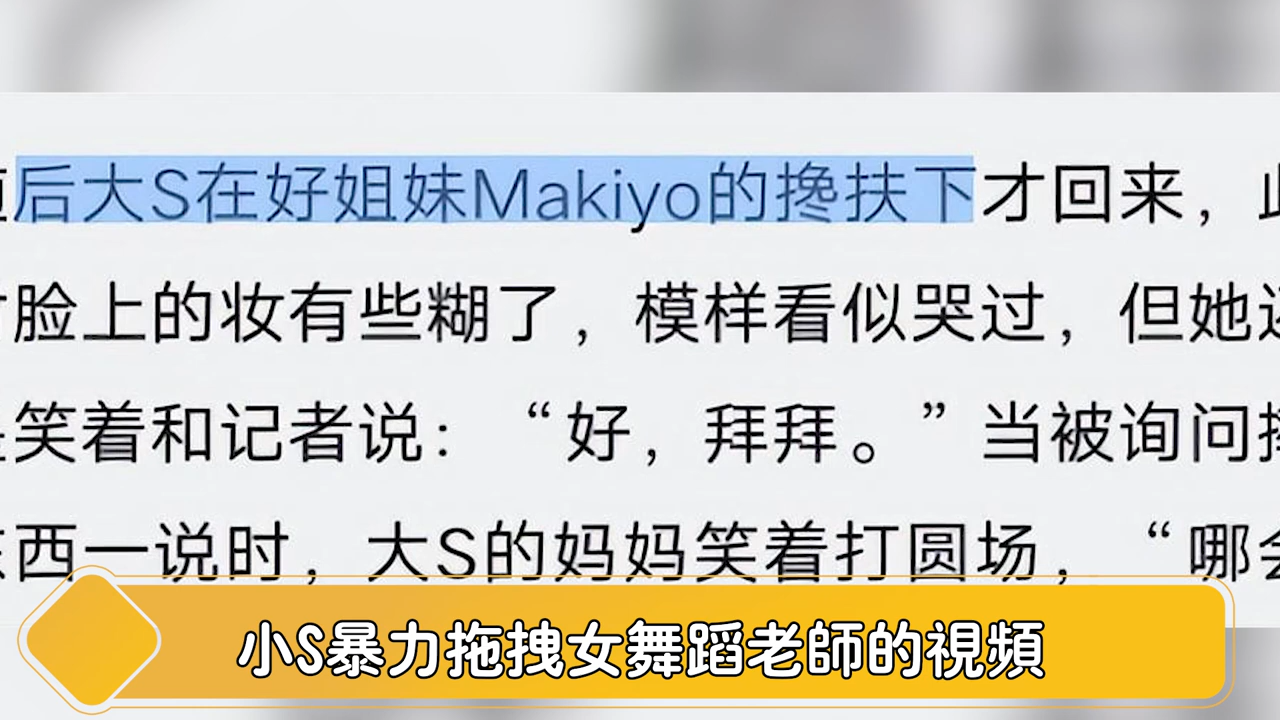 后大S在好姐妹Makiyo的搀扶下才回来，此
脸上的妆有些糊了，模样看似哭过，但她还
笑着和记者说：“好，拜拜。”当被询问摔
西一说时，大S的妈妈笑着打圆场，“哪会
小S暴力拖拽女舞蹈老師的視頻